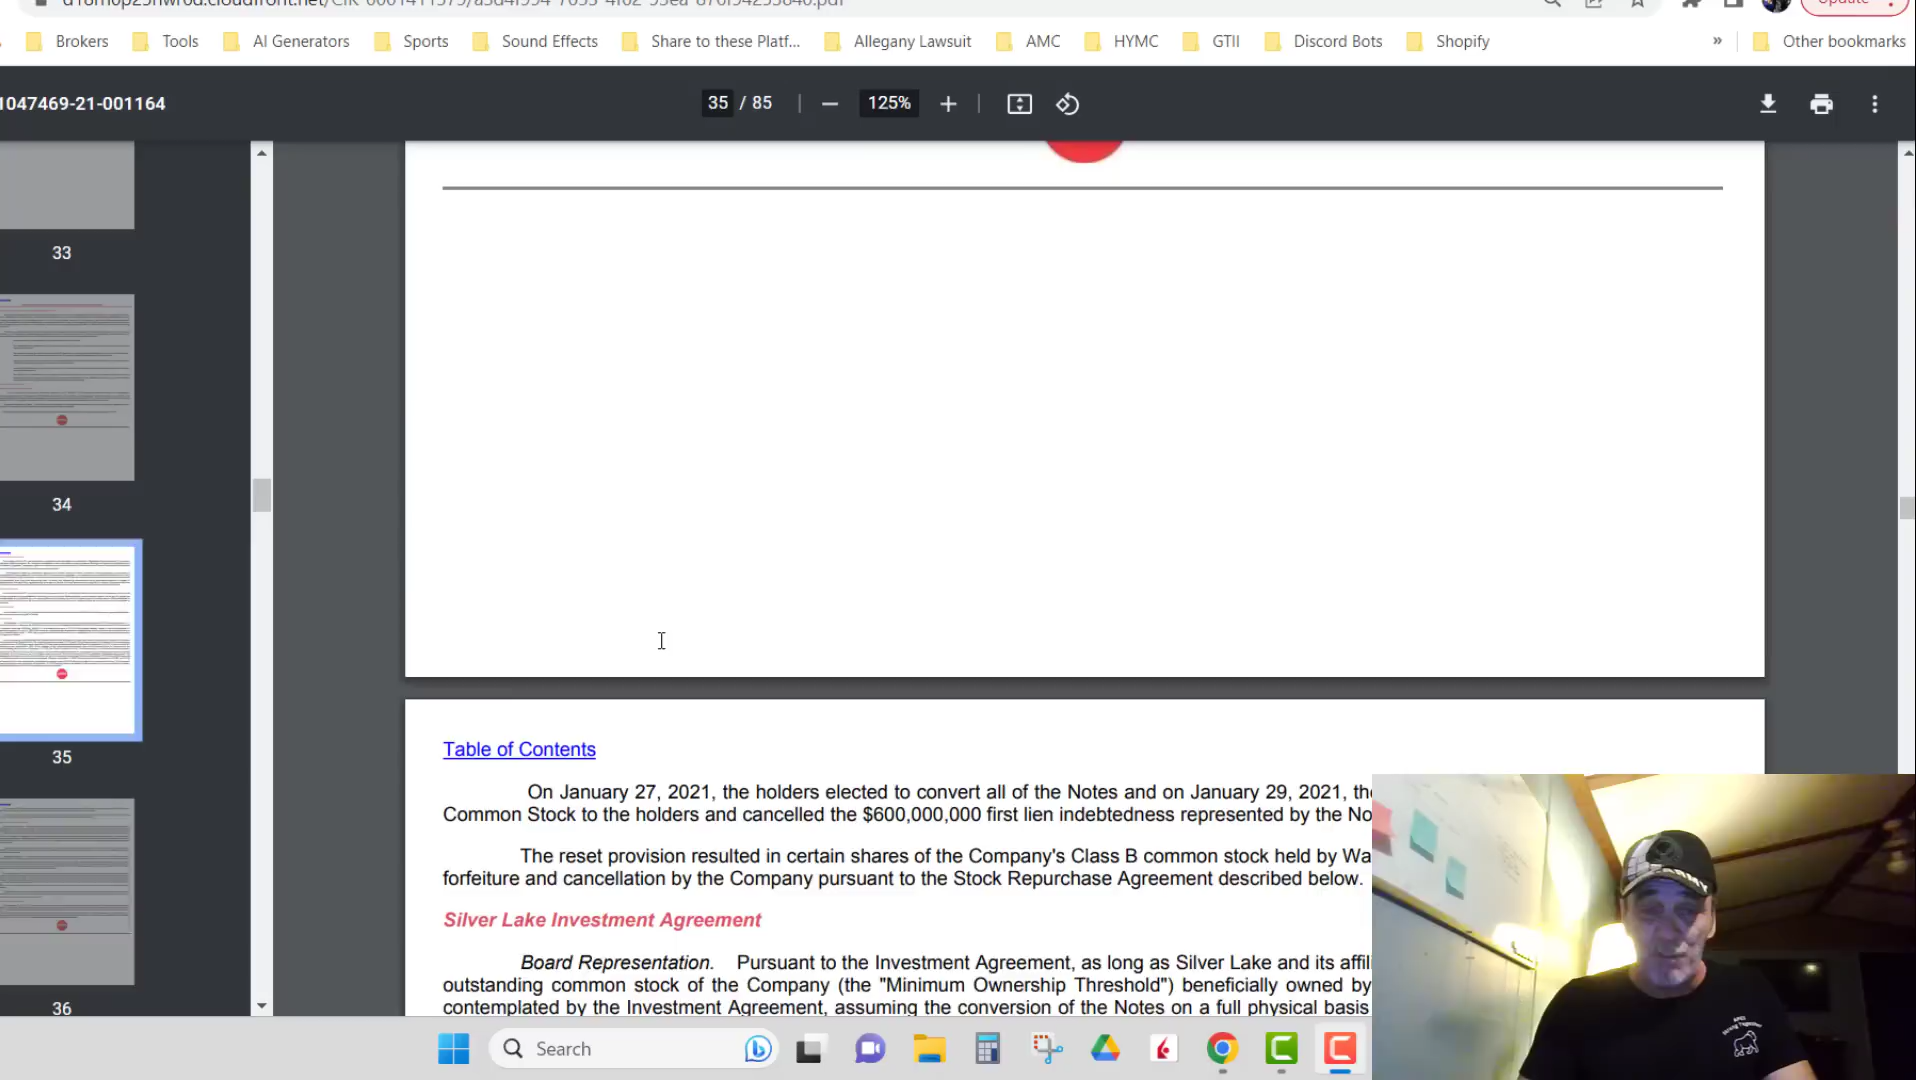 Update
Brokers
Tools
AI Generators
Sports
Sound Effects
Share to these Platf...
Allegany Lawsuit
AMC
HYMC
GTII
Discord Bots
Shopify
»
Other bookmarks
1047469-21-001164
35 / 85
125%
33
34
35
36
Table of Contents
On January 27, 2021, the holders elected to convert all of the Notes and on January 29, 2021, the
Common Stock to the holders and cancelled the $600,000,000 first lien indebtedness represented by the No
The reset provision resulted in certain shares of the Company's Class B common stock held by Wa
forfeiture and cancellation by the Company pursuant to the Stock Repurchase Agreement described below.
Silver Lake Investment Agreement
Board Representation. Pursuant to the Investment Agreement, as long as Silver Lake and its affil
outstanding common stock of the Company (the "Minimum Ownership Threshold") beneficially owned by
contemplated by the Investment Agreement, assuming the conversion of the Notes on a full physical basis
ARMY
Search